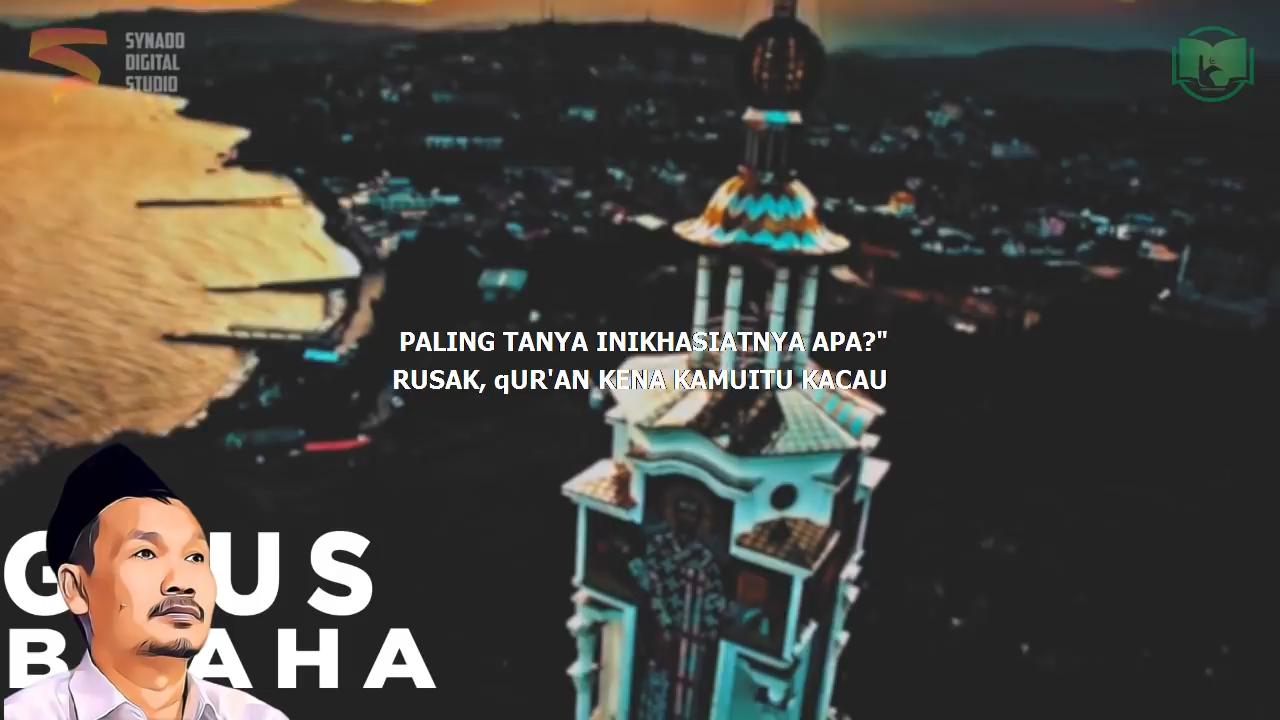 SYNADO
DIGITAL
STUDIO
PALING TANYA INIKHASIATNYA APA?"
RUSAK, qUR'AN KENA KAMUITU KACAU